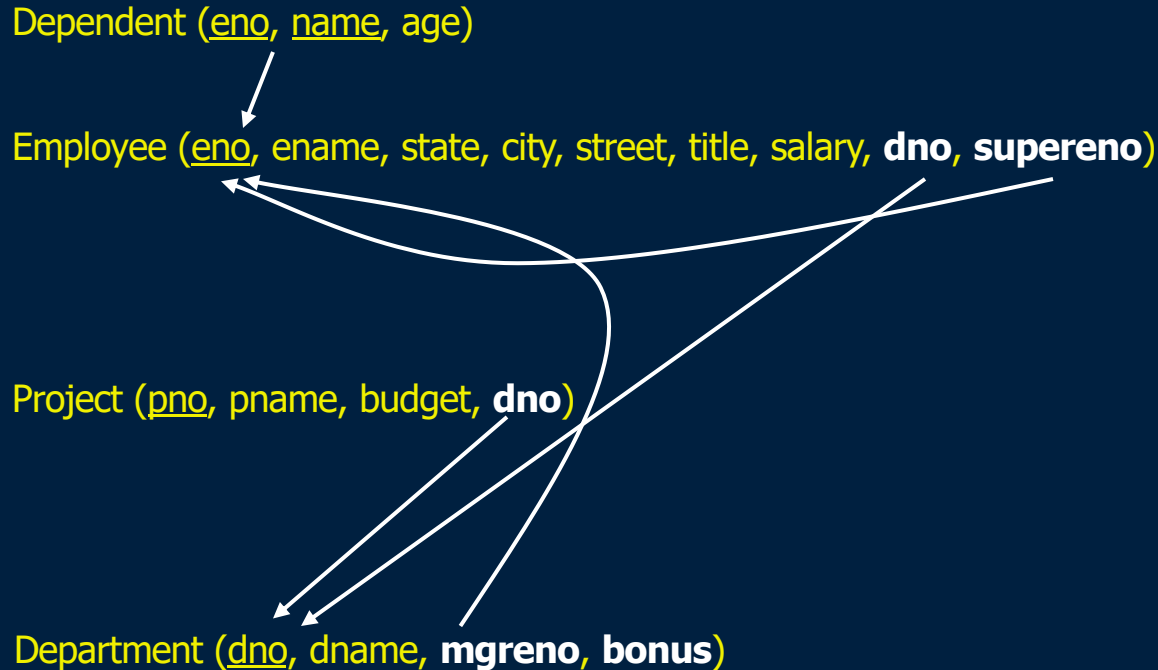 Dependent (eno, name, age)
Employee (eno, ename, state, city, street, title, salary, dno, supereno)
Project (pno, pname, budget, dno)
Department (dno, dname, mgreno, bonus)